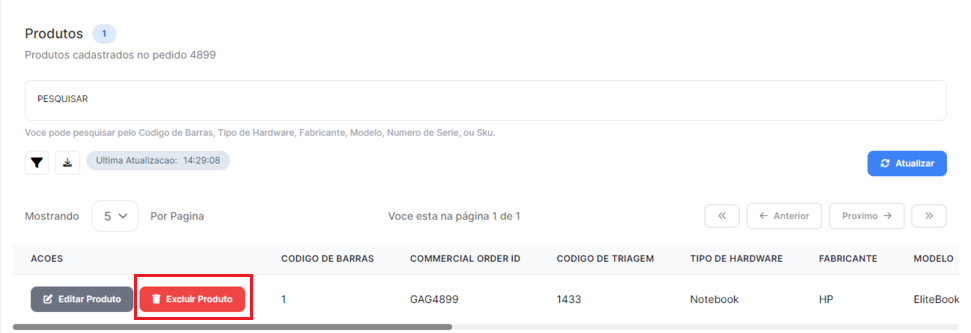 Produtos 1
Produtos cadastrados no pedido 4899
PESQUISAR
Voce pode pesquisar pelo Codigo de Barras, Tipo de Hardware, Fabricante, Modelo, Numero de Serie, ou Sku.
Ultima Atualizacao: 14:29:08 Atualizar
Mostrando 5 Por Pagina Voce esta na página 1 de 1 « ← Anterior Proximo → »
ACOES CODIGO DE BARRAS COMMERCIAL ORDER ID CODIGO DE TRIAGEM TIPO DE HARDWARE FABRICANTE MODELO
Editar Produto Excluir Produto 1 GAG4899 1433 Notebook HP EliteBook